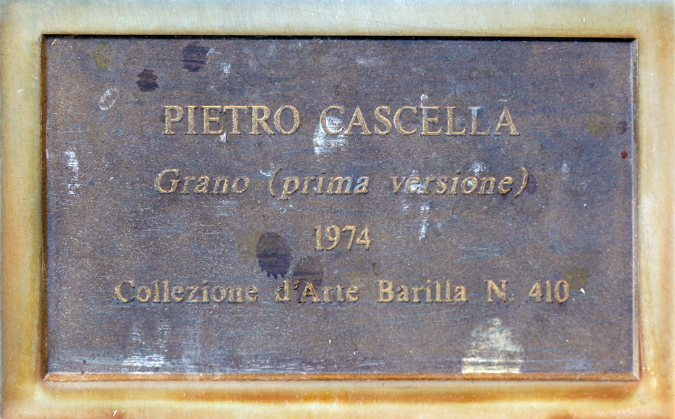 PIETRO CASCELLA
Grano (prima versione)
1974
Collezione d'Arte Barilla N. 410